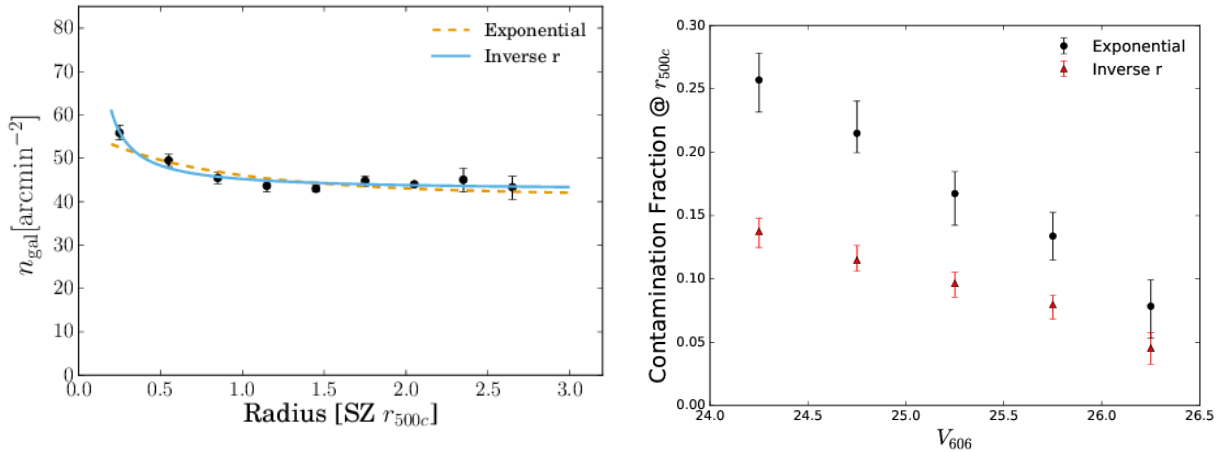 80
70
60
50
40
30
20
10
0
n_gal[arcmin⁻²]
Exponential
Inverse r
0.0 0.5 1.0 1.5 2.0 2.5 3.0
Radius [SZ r_500c]
0.30
0.25
0.20
0.15
0.10
0.05
0.00
Contamination Fraction @ r_500c
Exponential
Inverse r
24.0 24.5 25.0 25.5 26.0 26.5
V_606